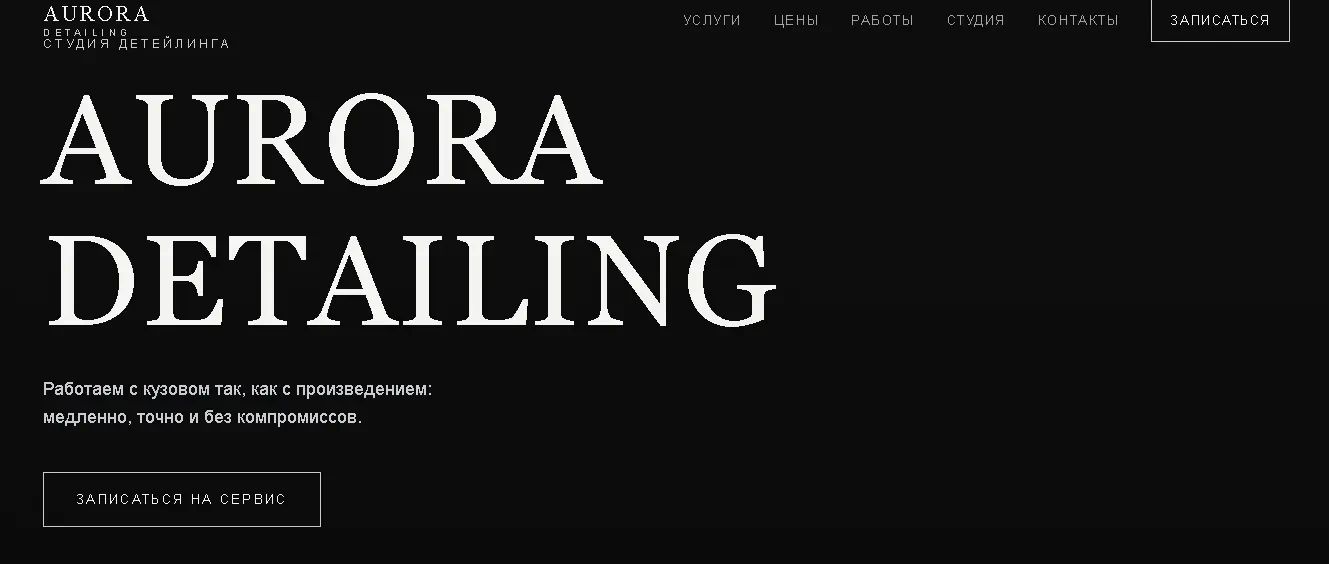 AURORA
DETAILING
СТУДИЯ ДЕТЕЙЛИНГА
УСЛУГИ ЦЕНЫ РАБОТЫ СТУДИЯ КОНТАКТЫ ЗАПИСАТЬСЯ
AURORA
DETAILING
Работаем с кузовом так, как с произведением:
медленно, точно и без компромиссов.
ЗАПИСАТЬСЯ НА СЕРВИС